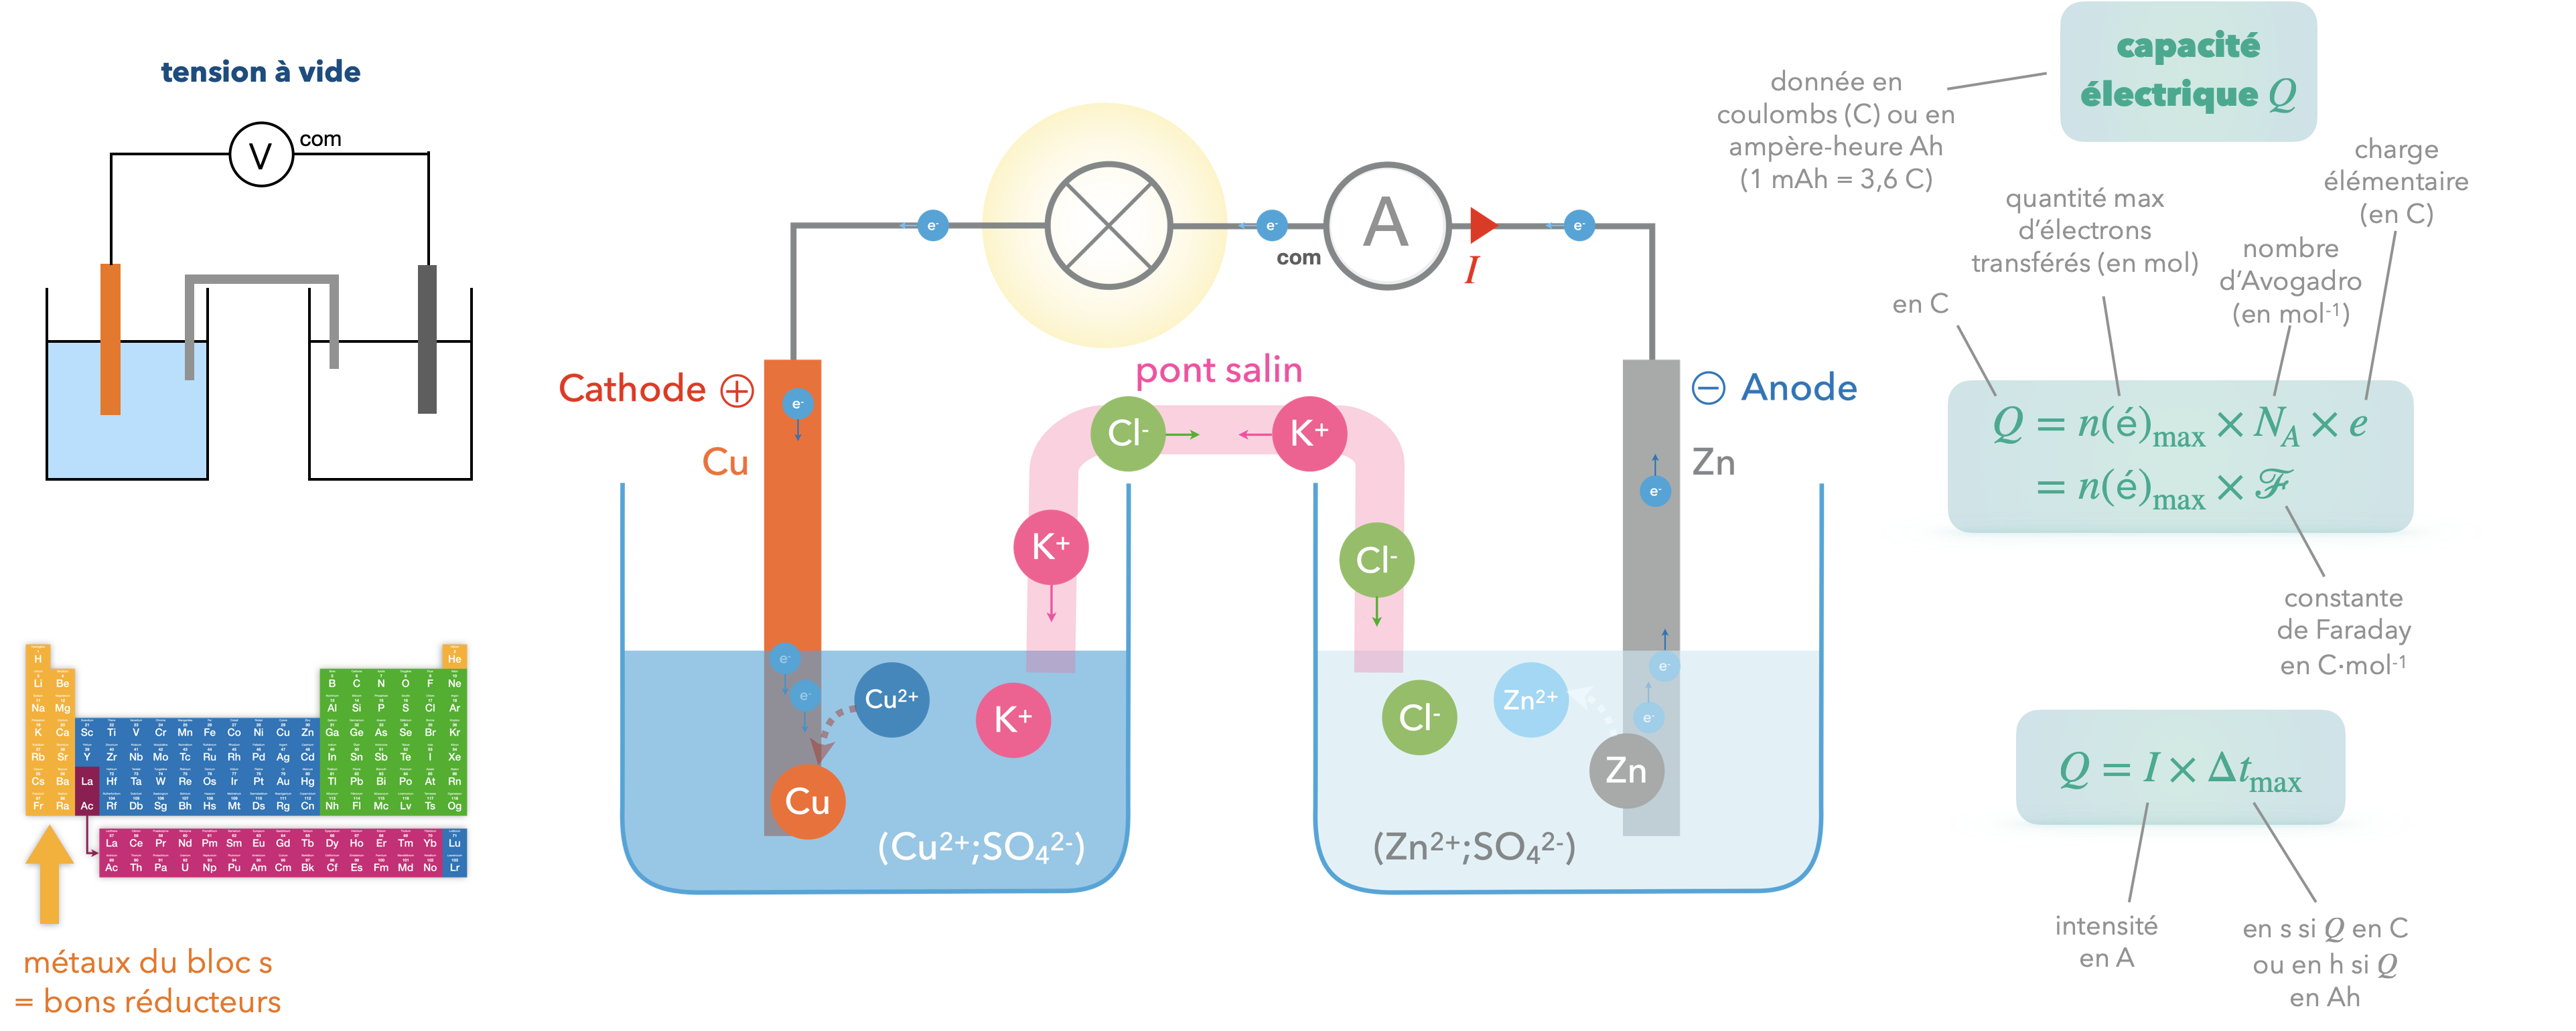 tension à vide
V
com
H
He
Li Be
B C N O F Ne
Na Mg
Al Si P S Cl Ar
K Ca Sc Ti V Cr Mn Fe Co Ni Cu Zn Ga Ge As Se Br Kr
Rb Sr Y Zr Nb Mo Tc Ru Rh Pd Ag Cd In Sn Sb Te I Xe
Cs Ba La Hf Ta W Re Os Ir Pt Au Hg Tl Pb Bi Po At Rn
Fr Ra Ac Rf Db Sg Bh Hs Mt Ds Rg Cn Nh Fl Mc Lv Ts Og
La Ce Pr Nd Pm Sm Eu Gd Tb Dy Ho Er Tm Yb Lu
Ac Th Pa U Np Pu Am Cm Bk Cf Es Fm Md No Lr
métaux du bloc s
= bons réducteurs
e-
e-
A
e-
com
I
Cathode +
Cu
e-
pont salin
Cl-
K+
− Anode
Zn
e-
K+
Cl-
e-
e-
Cu²⁺
K+
Cu
(Cu²⁺;SO₄²⁻)
Cl-
Zn²⁺
e-
e-
Zn
(Zn²⁺;SO₄²⁻)
capacité
électrique Q
donnée en
coulombs (C) ou en
ampère-heure Ah
(1 mAh = 3,6 C)
en C
quantité max
d'électrons
transférés (en mol)
nombre
d'Avogadro
(en mol⁻¹)
charge
élémentaire
(en C)
Q = n(é)max × N_A × e
= n(é)max × ℱ
constante
de Faraday
en C·mol⁻¹
Q = I × Δtmax
intensité
en A
en s si Q en C
ou en h si Q
en Ah